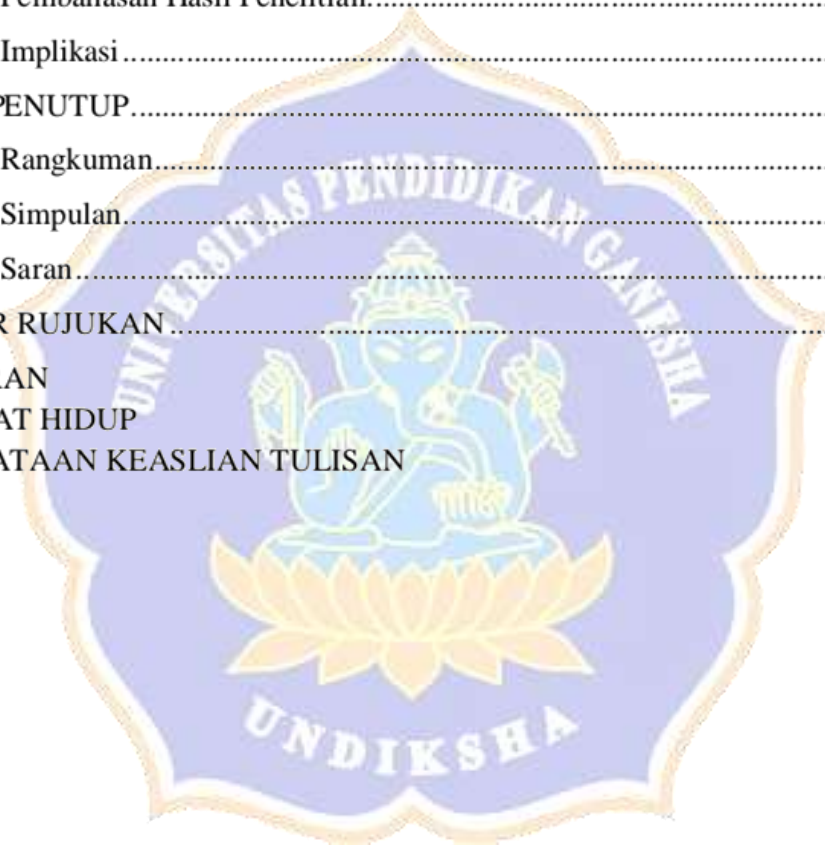 Pembahasan Hasil Penelitian
Implikasi
PENUTUP
Rangkuman
Simpulan
Saran
R RUJUKAN
AN
AT HIDUP
ATAAN KEASLIAN TULISAN
UNIVERSITAS PENDIDIKAN GANESHA
UNDIKSHA